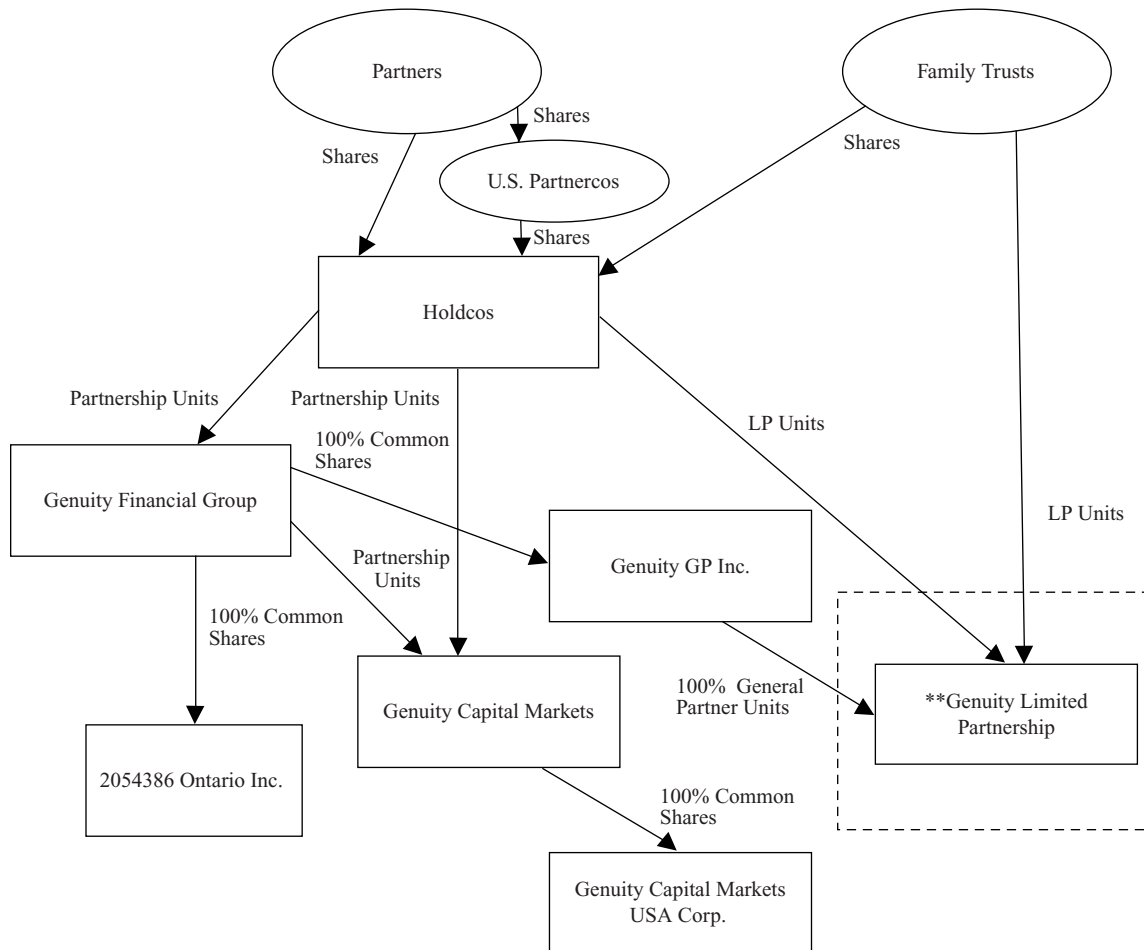 Partners
Family Trusts
Shares
Shares
Shares
U.S. Partnercos
Shares
Holdcos
Partnership Units
Partnership Units
LP Units
100% Common
Shares
Genuity Financial Group
LP Units
Genuity GP Inc.
Partnership
Units
100% Common
Shares
100%  General
Partner Units
**Genuity Limited
Partnership
Genuity Capital Markets
2054386 Ontario Inc.
100% Common
Shares
Genuity Capital Markets
USA Corp.